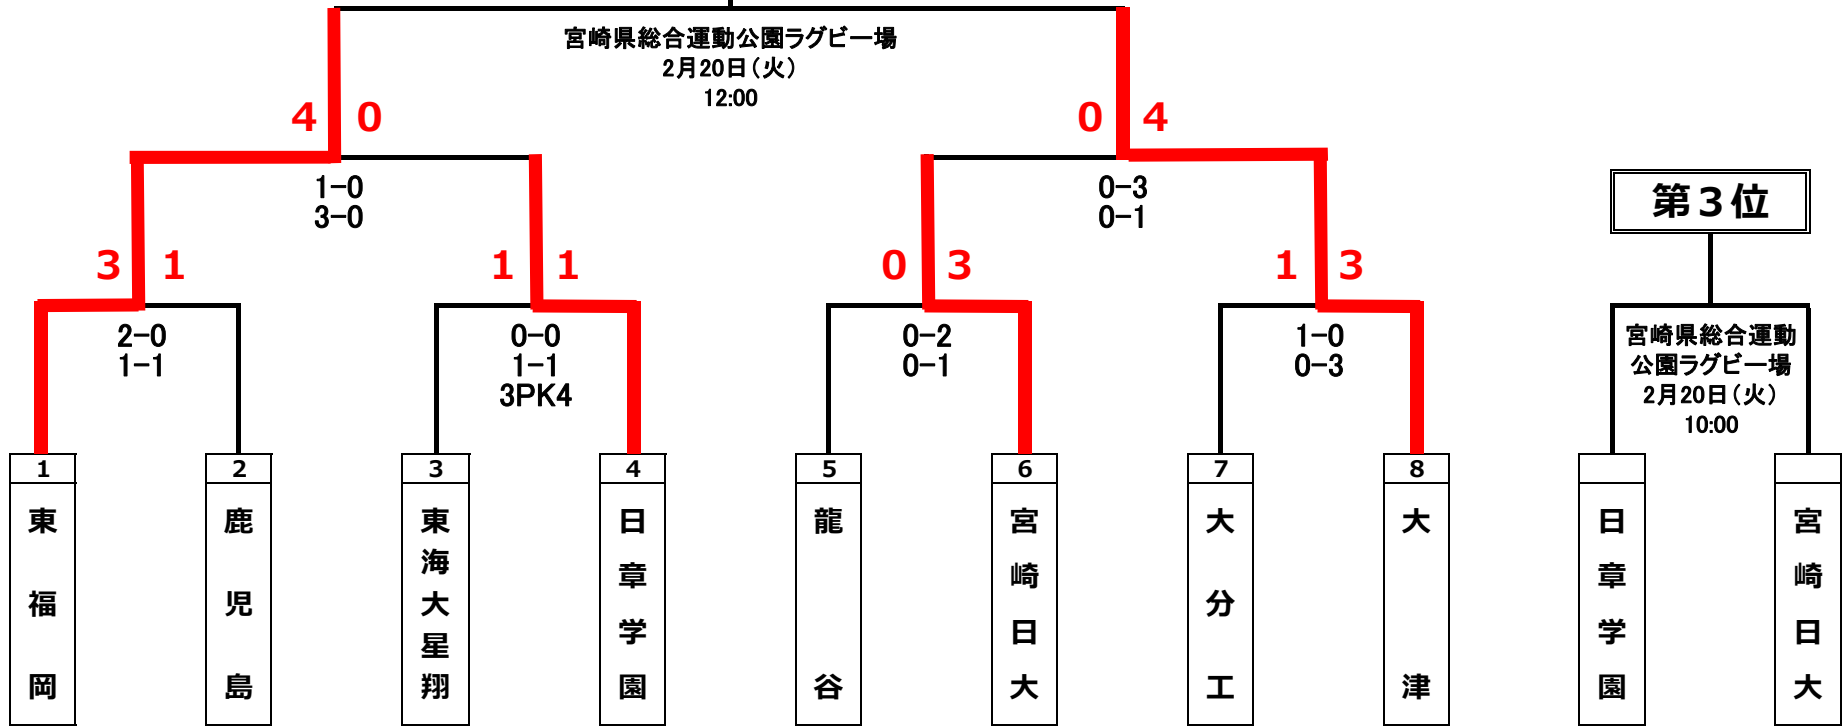 宮崎県総合運動公園ラグビー場
2月20日(火)
12:00
4 0
0 4
1-0
3-0
0-3
0-1
第3位
3 1
1 1
0 3
1 3
2-0
1-1
0-0
1-1
3PK4
0-2
0-1
1-0
0-3
宮崎県総合運動
公園ラグビー場
2月20日(火)
10:00
1
東福岡
2
鹿児島
3
東海大星翔
4
日章学園
5
龍谷
6
宮崎日大
7
大分工
8
大津
日章学園
宮崎日大